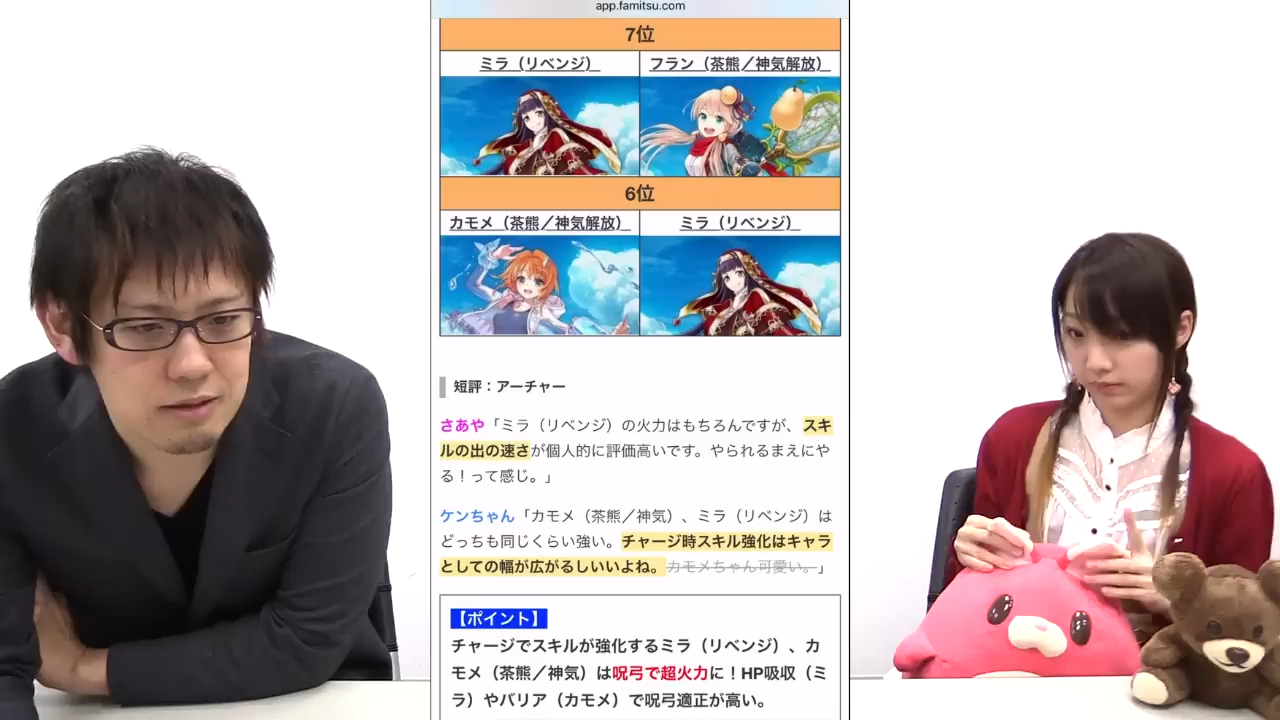 app.famitsu.com
7位
ミラ（リベンジ）
フラン（茶熊／神気解放）
6位
カモメ（茶熊／神気解放）
ミラ（リベンジ）
短評：アーチャー
さあや「ミラ（リベンジ）の火力はもちろんですが、スキ
ルの出の速さが個人的に評価高いです。やられるまえにや
る！って感じ。」
ケンちゃん「カモメ（茶熊／神気）、ミラ（リベンジ）は
どっちも同じくらい強い。チャージ時スキル強化はキャラ
としての幅が広がるしいいよね。カモメちゃん可愛い。」
【ポイント】
チャージでスキルが強化するミラ（リベンジ）、カ
モメ（茶熊／神気）は呪弓で超火力に！HP吸収（ミ
ラ）やバリア（カモメ）で呪弓適正が高い。